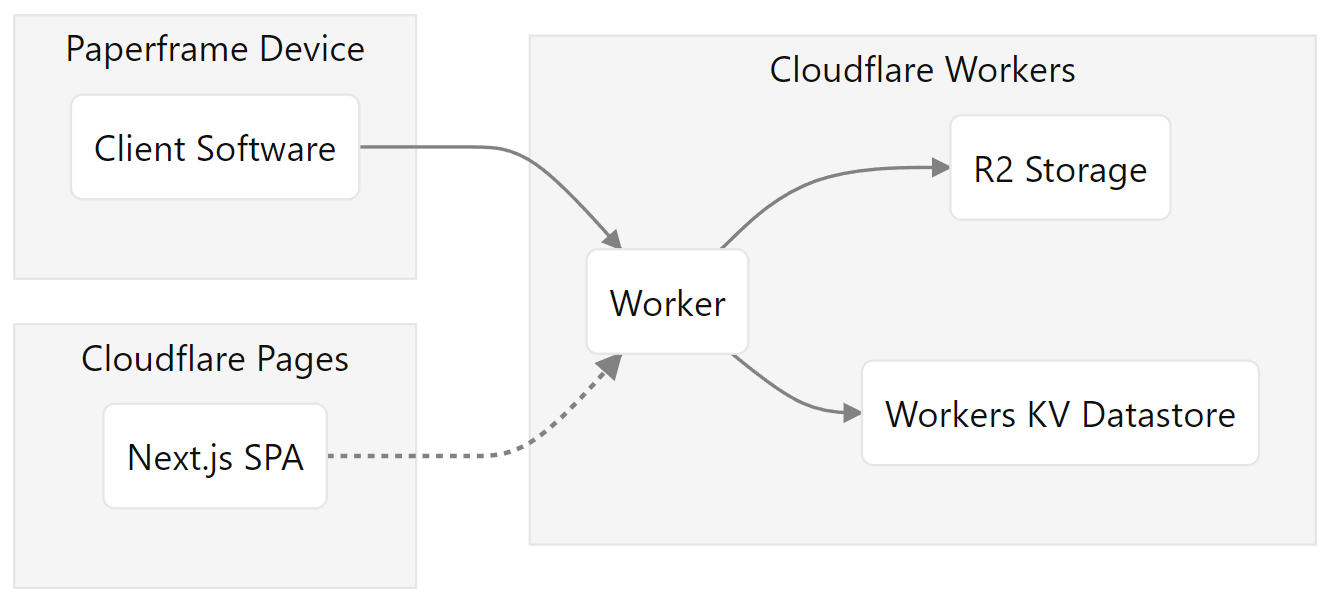 Paperframe Device
Client Software
Cloudflare Pages
Next.js SPA
Cloudflare Workers
Worker
R2 Storage
Workers KV Datastore